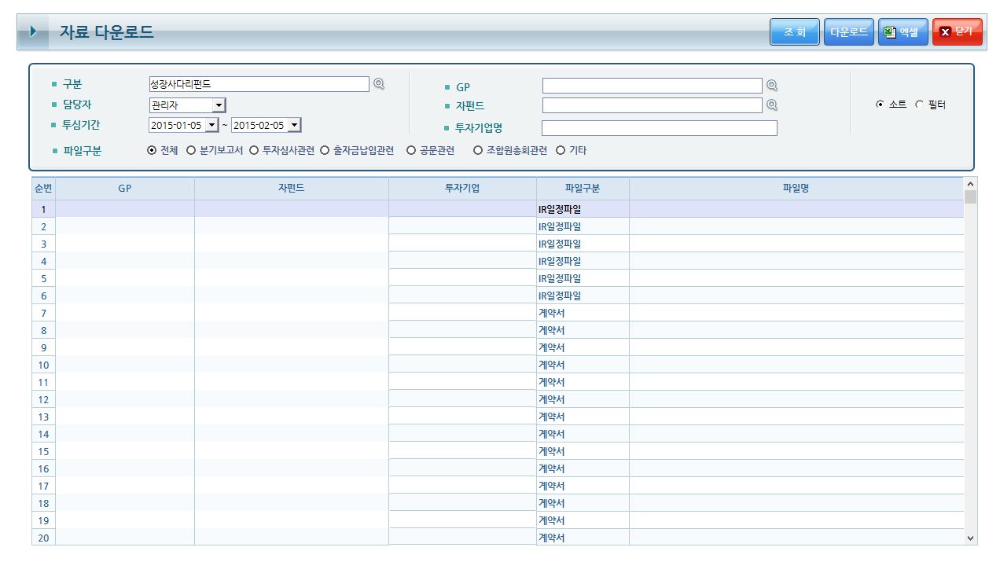 자료 다운로드 조 회 다운로드 엑셀 닫기
구분 성장사다리펀드 GP
담당자 관리자 자펀드 소트 필터
투심기간 2015-01-05 ~ 2015-02-05 투자기업명
파일구분 전체 분기보고서 투자심사관련 출자금납입관련 공문관련 조합원총회관련 기타
순번 GP 자펀드 투자기업 파일구분 파일명
1 IR일정파일
2 IR일정파일
3 IR일정파일
4 IR일정파일
5 IR일정파일
6 IR일정파일
7 계약서
8 계약서
9 계약서
10 계약서
11 계약서
12 계약서
13 계약서
14 계약서
15 계약서
16 계약서
17 계약서
18 계약서
19 계약서
20 계약서